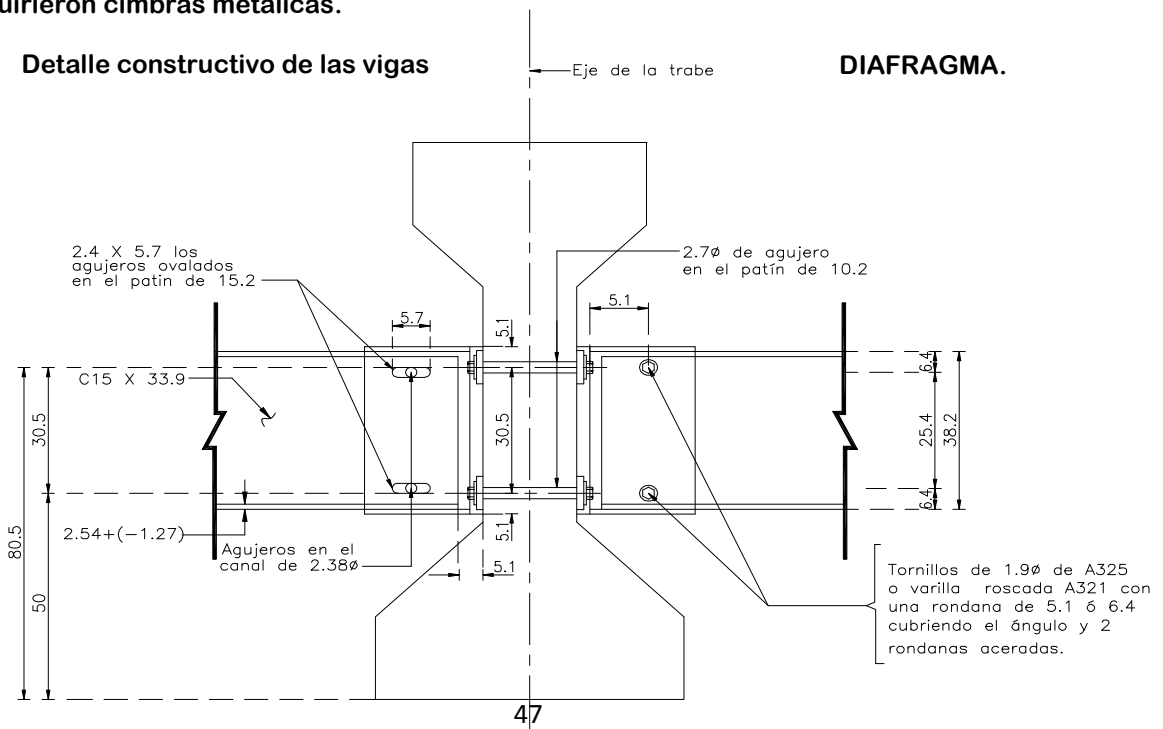 uirieron cimbras metálicas.
Detalle constructivo de las vigas
DIAFRAGMA.
Eje de la trabe
2.4 X 5.7 los
agujeros ovalados
en el patin de 15.2
2.7ø de agujero
en el patín de 10.2
5.7
5.1
5.1
C15 X 33.9
30.5
30.5
6.4
25.4
38.2
6.4
80.5
50
2.54+(-1.27)
Agujeros en el
canal de 2.38ø
5.1
5.1
Tornillos de 1.9ø de A325
o varilla roscada A321 con
una rondana de 5.1 ó 6.4
cubriendo el ángulo y 2
rondanas aceradas.
47